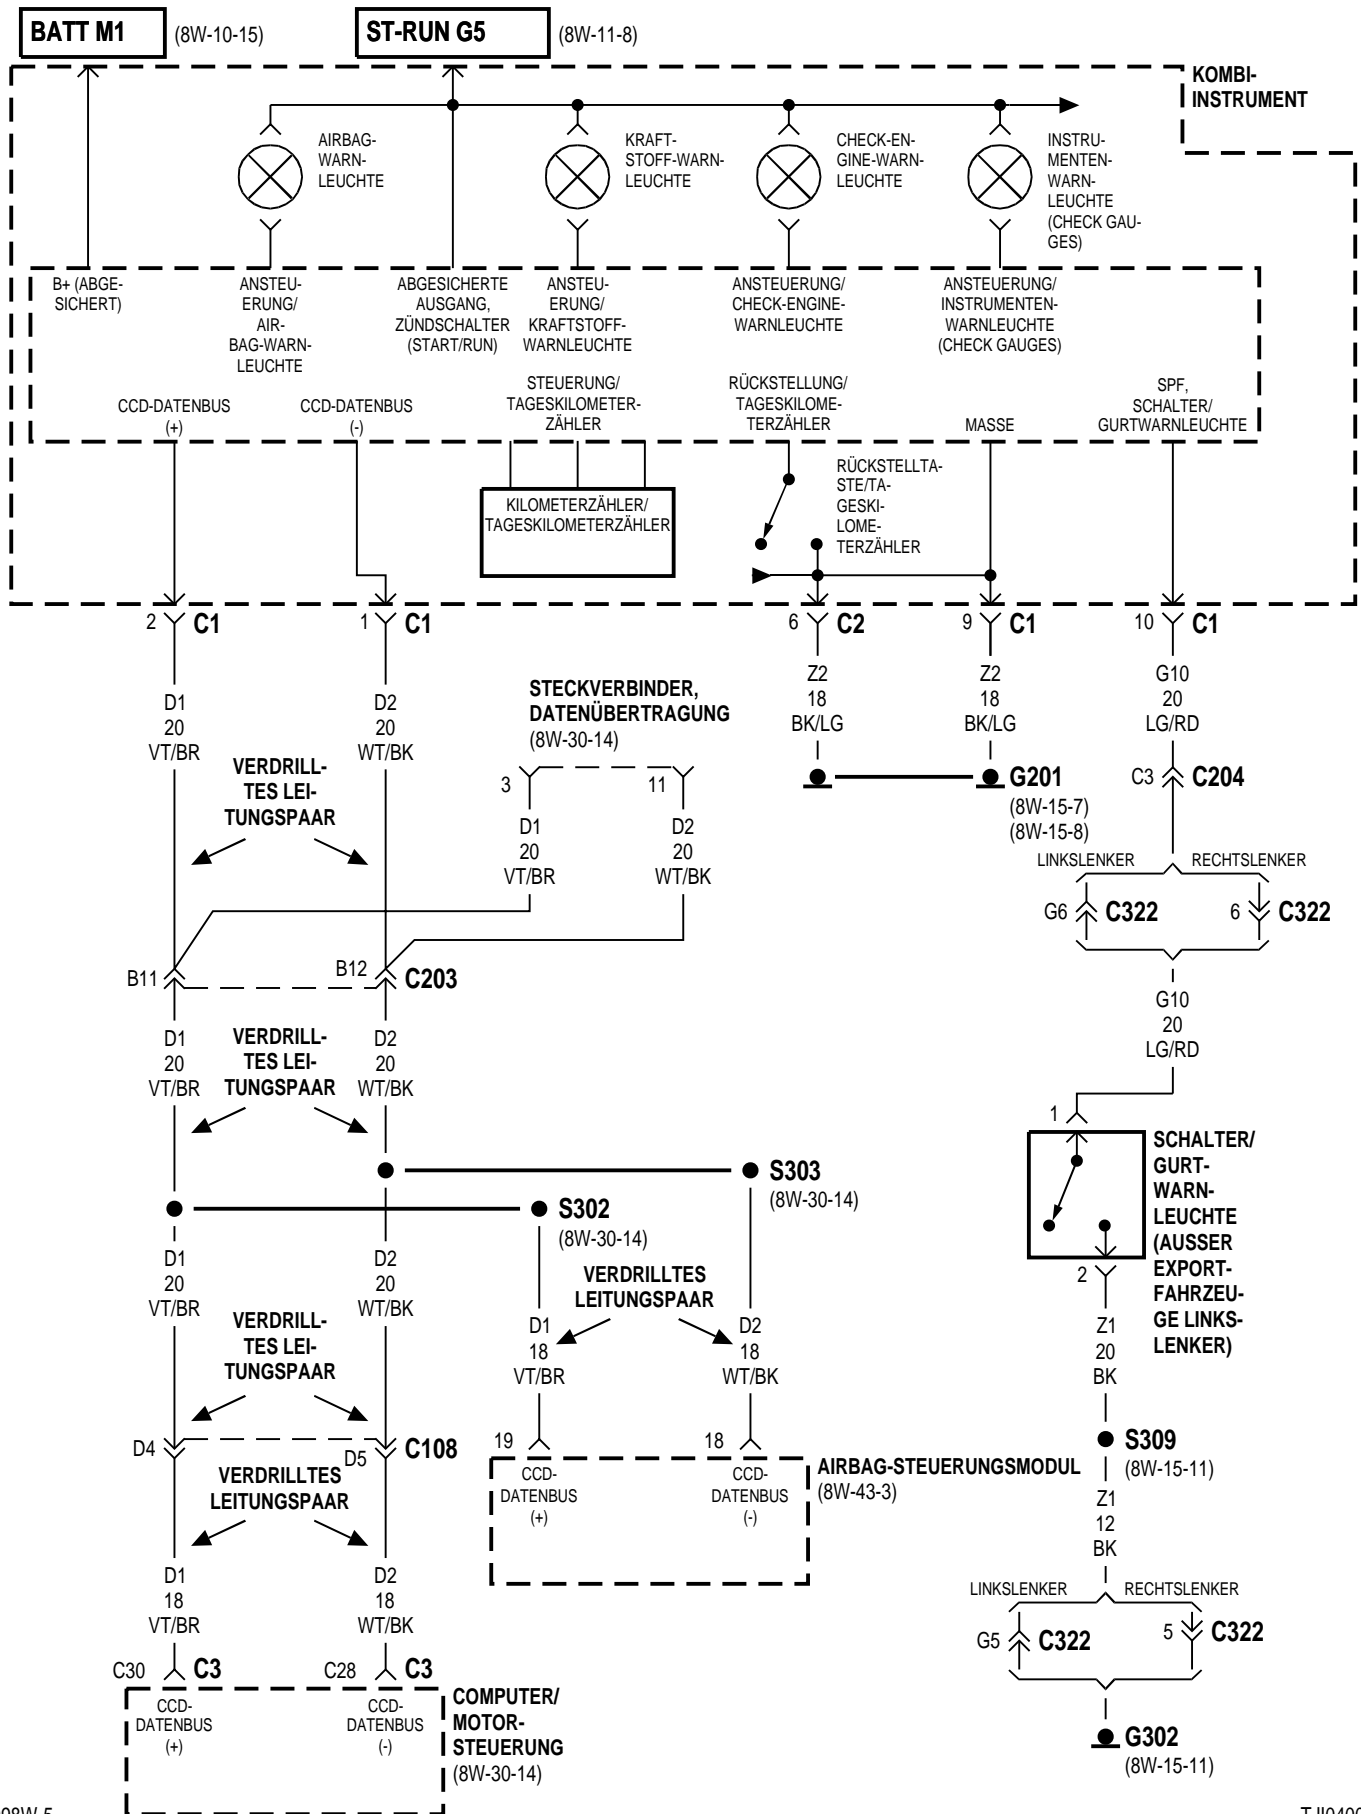 BATT M1 (8W-10-15)
ST-RUN G5 (8W-11-8)
KOMBI-
INSTRUMENT
AIRBAG-
WARN-
LEUCHTE
KRAFT-
STOFF-WARN-
LEUCHTE
CHECK-EN-
GINE-WARN-
LEUCHTE
INSTRU-
MENTEN-
WARN-
LEUCHTE
(CHECK GAU-
GES)
B+ (ABGE-
SICHERT)
ANSTEU-
ERUNG/
AIR-
BAG-WARN-
LEUCHTE
ABGESICHERTE
AUSGANG,
ZÜNDSCHALTER
(START/RUN)
ANSTEU-
ERUNG/
KRAFTSTOFF-
WARNLEUCHTE
ANSTEUERUNG/
CHECK-ENGINE-
WARNLEUCHTE
ANSTEUERUNG/
INSTRUMENTEN-
WARNLEUCHTE
(CHECK GAUGES)
CCD-DATENBUS
(+)
CCD-DATENBUS
(-)
STEUERUNG/
TAGESKILOMETER-
ZÄHLER
RÜCKSTELLUNG/
TAGESKILOME-
TERZÄHLER
MASSE
SPF,
SCHALTER/
GURTWARNLEUCHTE
KILOMETERZÄHLER/
TAGESKILOMETERZÄHLER
RÜCKSTELLTA-
STE/TA-
GESKI-
LOME-
TERZÄHLER
2 C1
1 C1
6 C2
9 C1
10 C1
D1
20
VT/BR
D2
20
WT/BK
Z2
18
BK/LG
Z2
18
BK/LG
G10
20
LG/RD
STECKVERBINDER,
DATENÜBERTRAGUNG
(8W-30-14)
VERDRILL-
TES LEI-
TUNGSPAAR
3
11
D1
20
VT/BR
D2
20
WT/BK
G201
(8W-15-7)
(8W-15-8)
C3 C204
LINKSLENKER
RECHTSLENKER
G6 C322
6 C322
B11
B12 C203
D1
20
VT/BR
VERDRILL-
TES LEI-
TUNGSPAAR
D2
20
WT/BK
G10
20
LG/RD
1
SCHALTER/
GURT-
WARN-
LEUCHTE
(AUSSER
EXPORT-
FAHRZEU-
GE LINKS-
LENKER)
S303
(8W-30-14)
S302
(8W-30-14)
D1
20
VT/BR
D2
20
WT/BK
VERDRILLTES
LEITUNGSPAAR
2
VERDRILL-
TES LEI-
TUNGSPAAR
D1
18
VT/BR
D2
18
WT/BK
Z1
20
BK
D4
D5 C108
19
18
S309
(8W-15-11)
CCD-
DATENBUS
(+)
CCD-
DATENBUS
(-)
AIRBAG-STEUERUNGSMODUL
(8W-43-3)
VERDRILLTES
LEITUNGSPAAR
Z1
12
BK
D1
18
VT/BR
D2
18
WT/BK
LINKSLENKER
RECHTSLENKER
G5 C322
5 C322
C30 C3
C28 C3
CCD-
DATENBUS
(+)
CCD-
DATENBUS
(-)
COMPUTER/
MOTOR-
STEUERUNG
(8W-30-14)
G302
(8W-15-11)